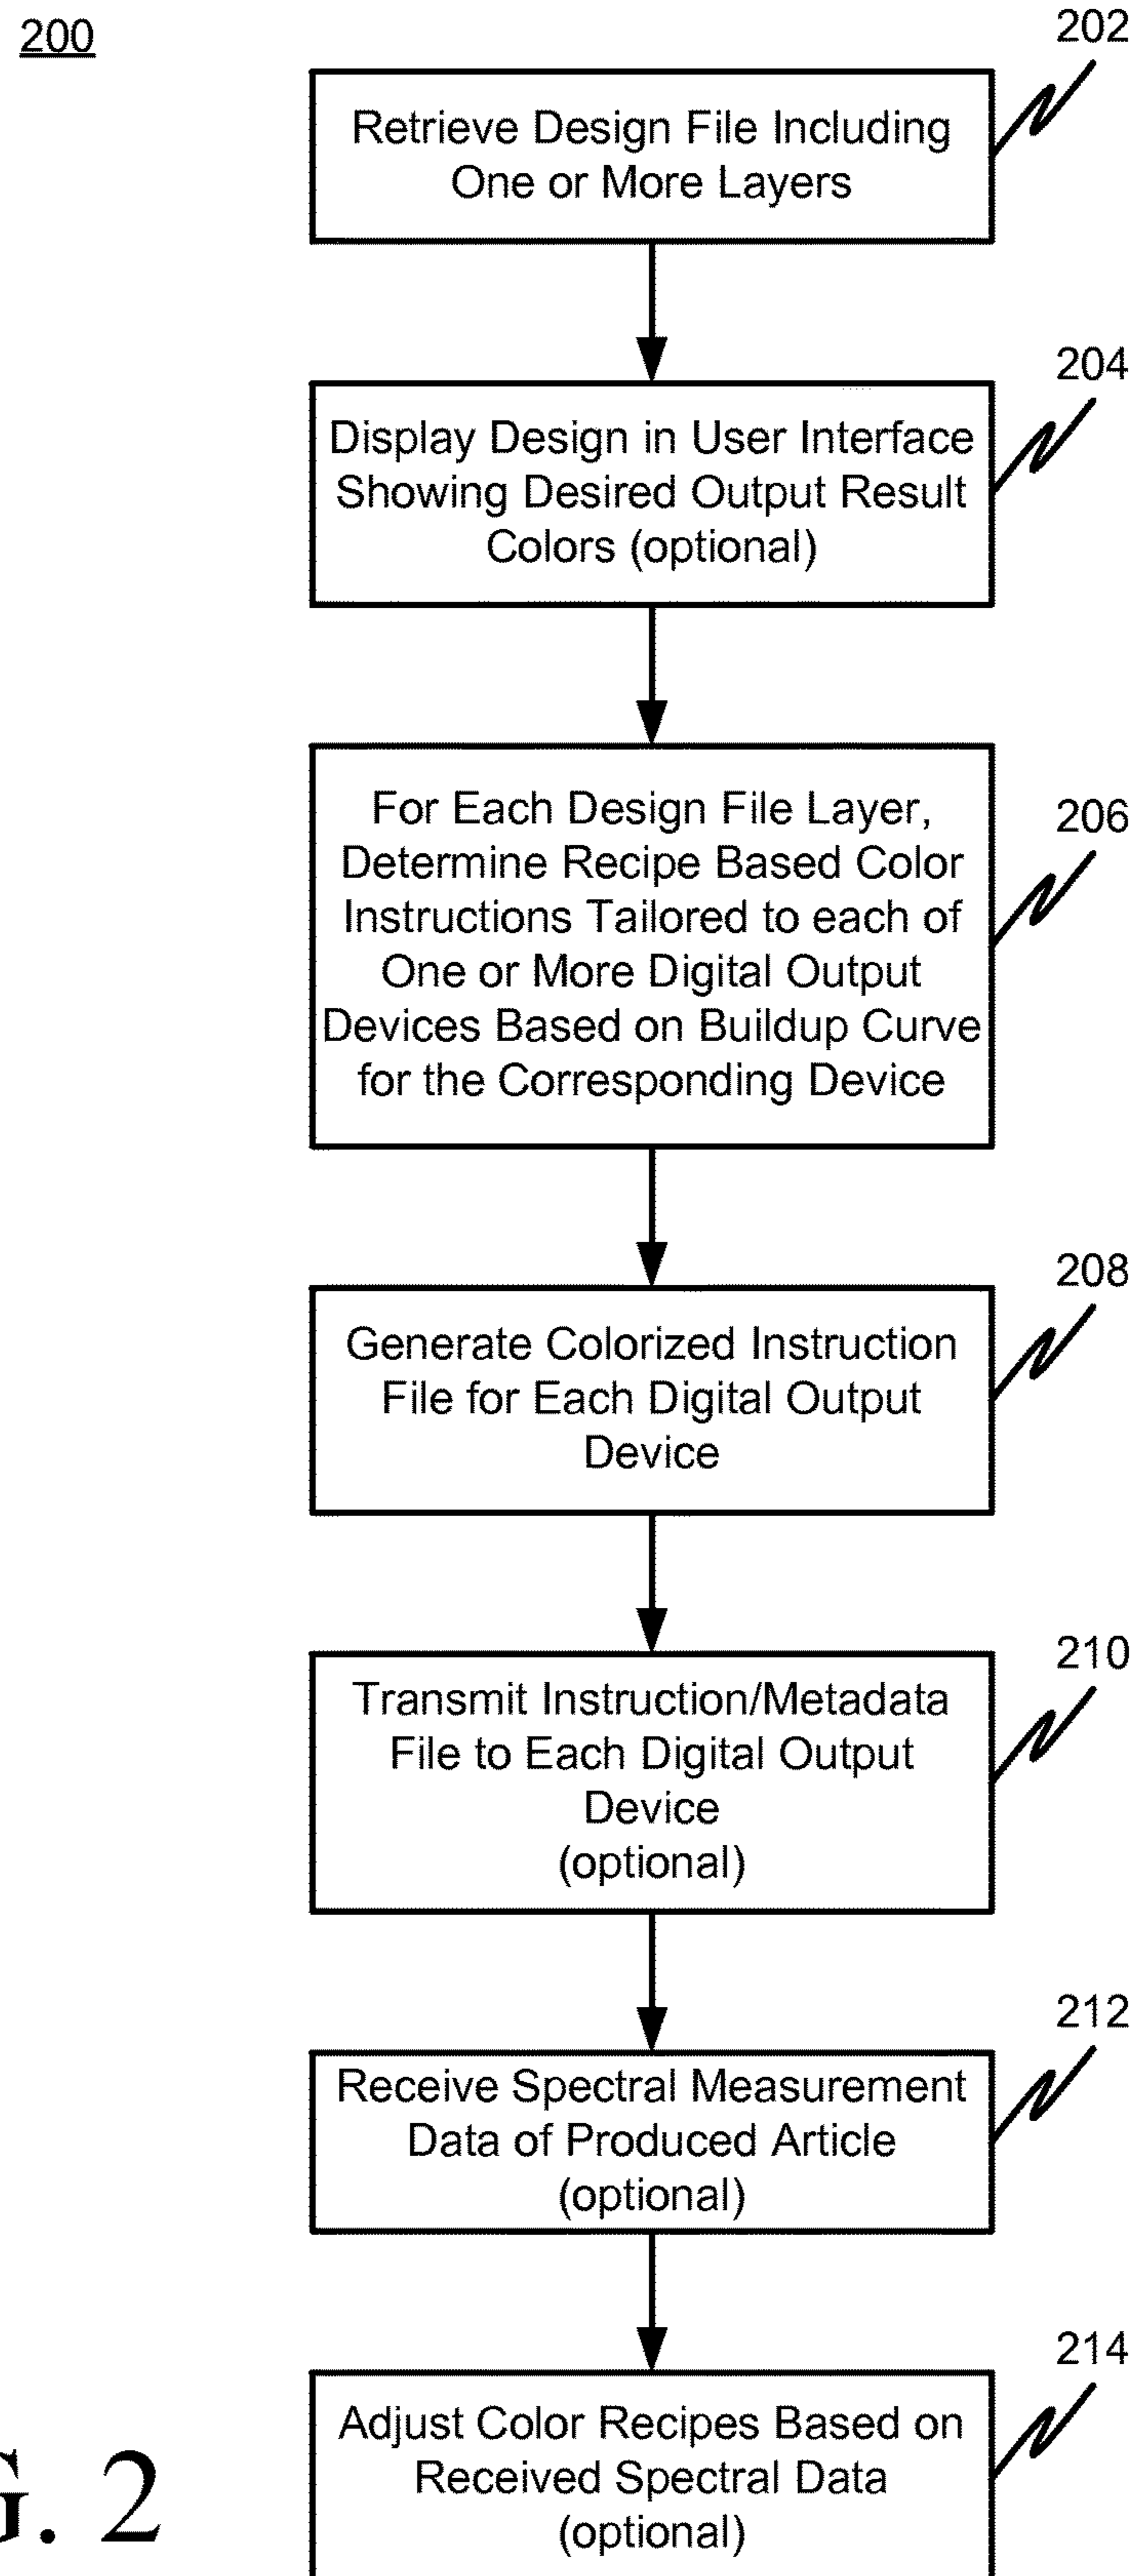 200
202
Retrieve Design File Including
One or More Layers
204
Display Design in User Interface
Showing Desired Output Result
Colors (optional)
206
For Each Design File Layer,
Determine Recipe Based Color
Instructions Tailored to each of
One or More Digital Output
Devices Based on Buildup Curve
for the Corresponding Device
208
Generate Colorized Instruction
File for Each Digital Output
Device
210
Transmit Instruction/Metadata
File to Each Digital Output
Device
(optional)
212
Receive Spectral Measurement
Data of Produced Article
(optional)
214
Adjust Color Recipes Based on
Received Spectral Data
(optional)
G. 2